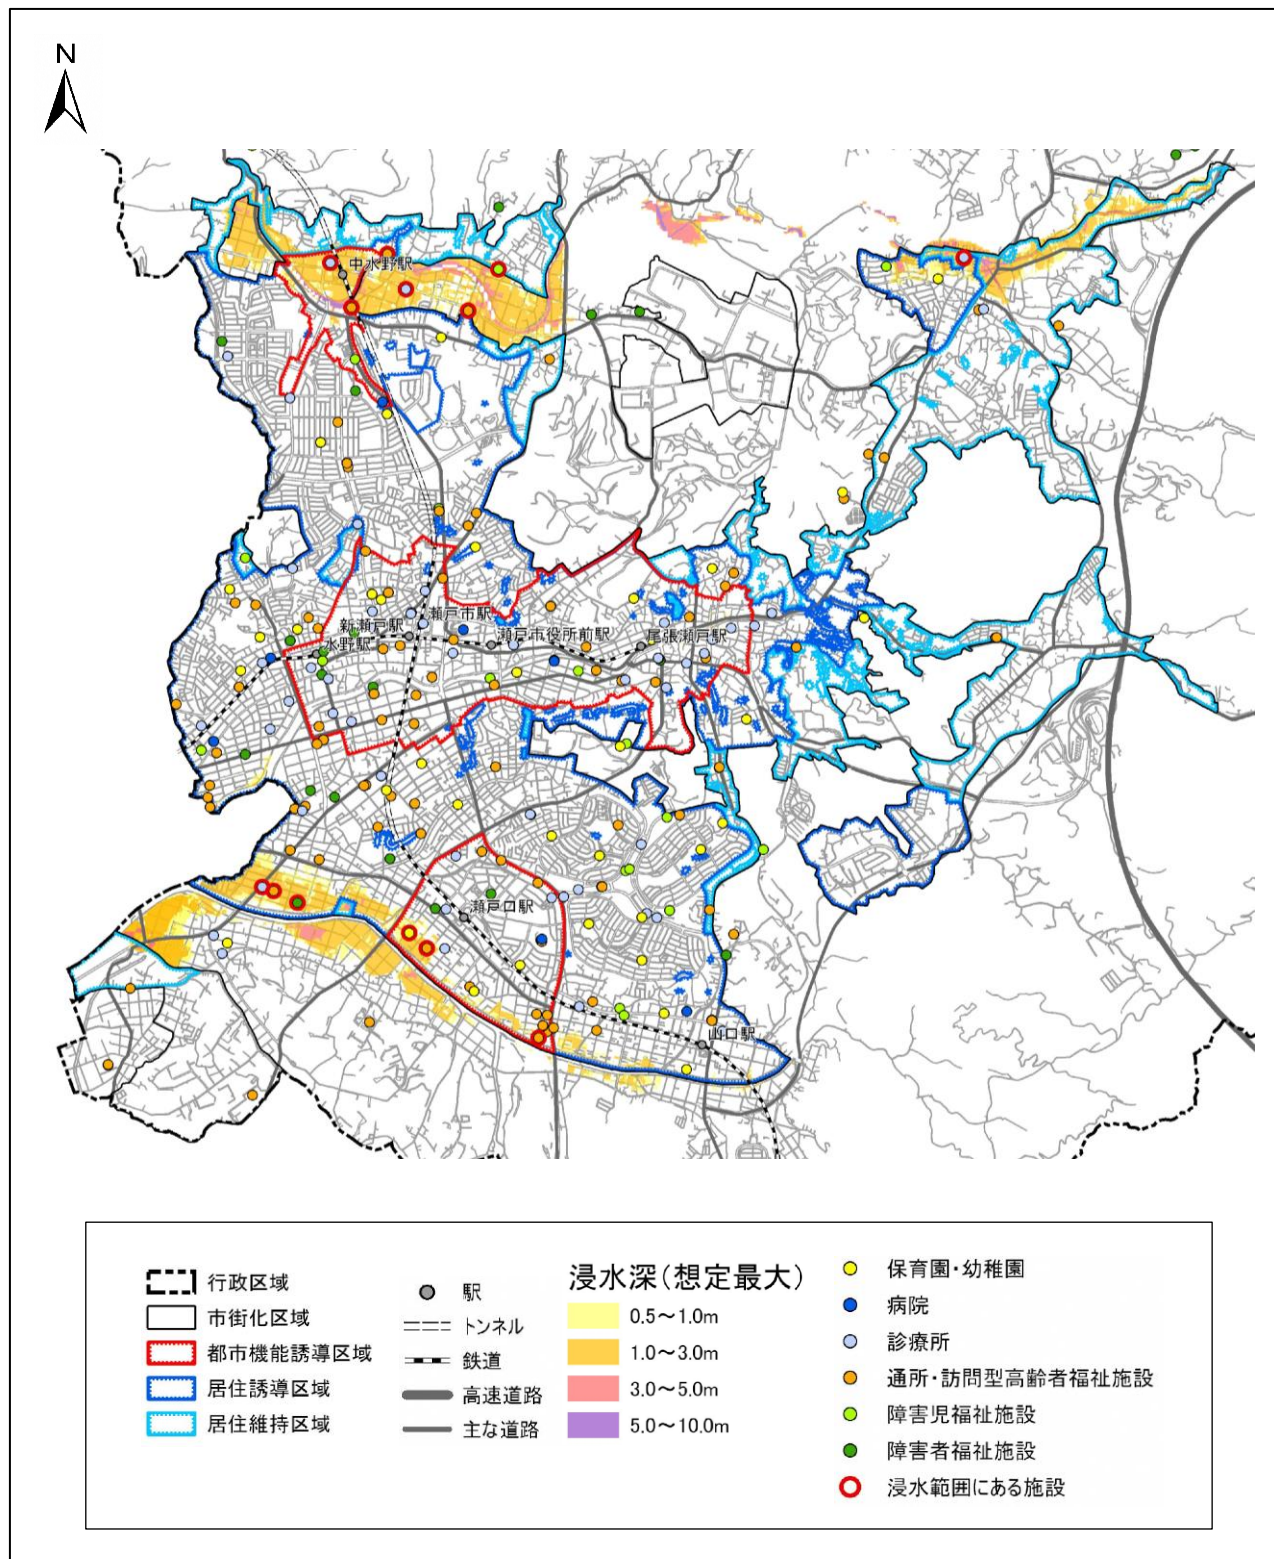 N
中水野駅
瀬戸市駅
新瀬戸駅
瀬戸市役所前駅
尾張瀬戸駅
水野駅
瀬戸口駅
山口駅
行政区域
市街化区域
都市機能誘導区域
居住誘導区域
居住維持区域
駅
トンネル
鉄道
高速道路
主な道路
浸水深(想定最大)
0.5～1.0m
1.0～3.0m
3.0～5.0m
5.0～10.0m
保育園・幼稚園
病院
診療所
通所・訪問型高齢者福祉施設
障害児福祉施設
障害者福祉施設
浸水範囲にある施設